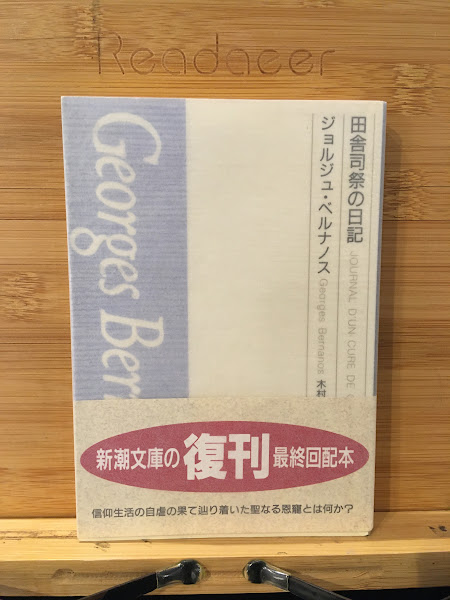 Readacer
田舎司祭の日記 JOURNAL D'UN CURÉ DE
ジョルジュ・ベルナノス Georges Bernanos 木村
Georges Bern
新潮文庫の 復刊 最終回配本
信仰生活の自虐の果て辿り着いた聖なる恩寵とは何か?